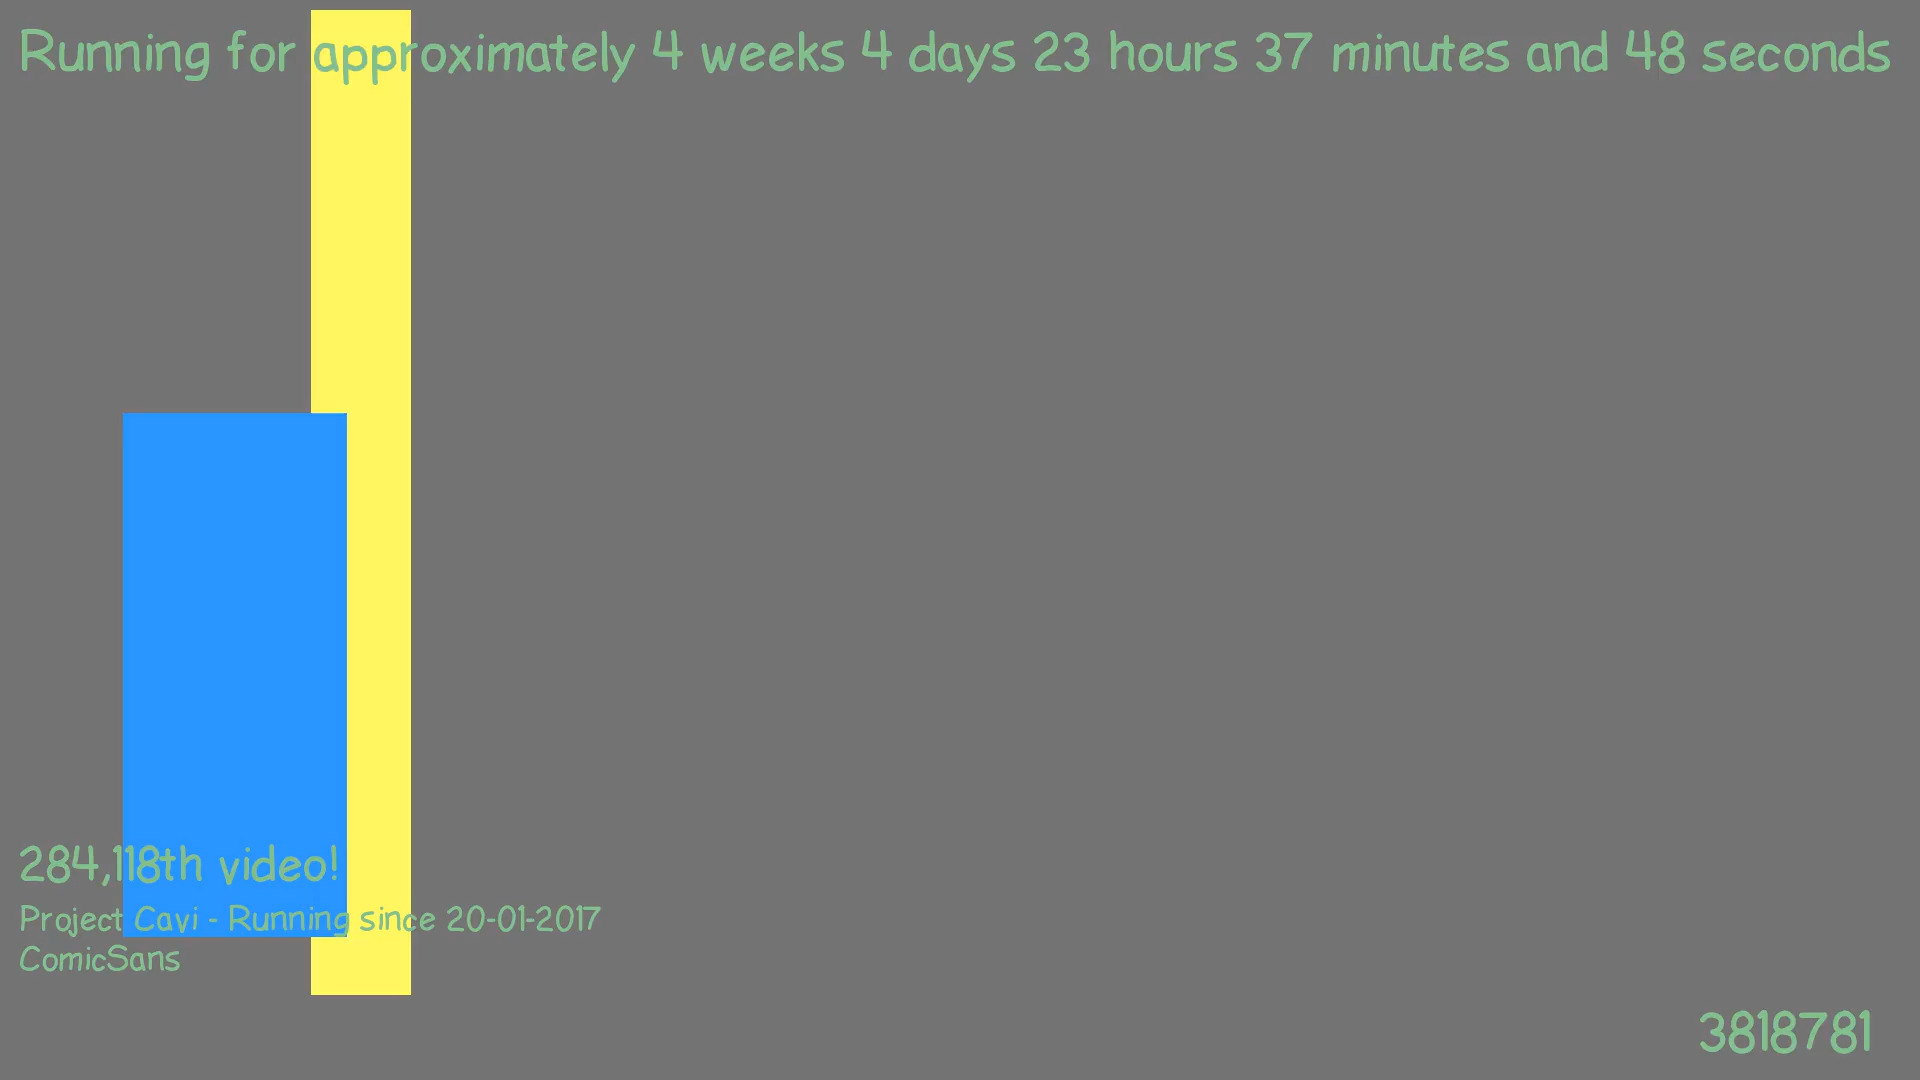 Running for approximately 4 weeks 4 days 23 hours 37 minutes and 48 seconds
284,118th video!
Project Cavi - Running since 20-01-2017
ComicSans
3818781